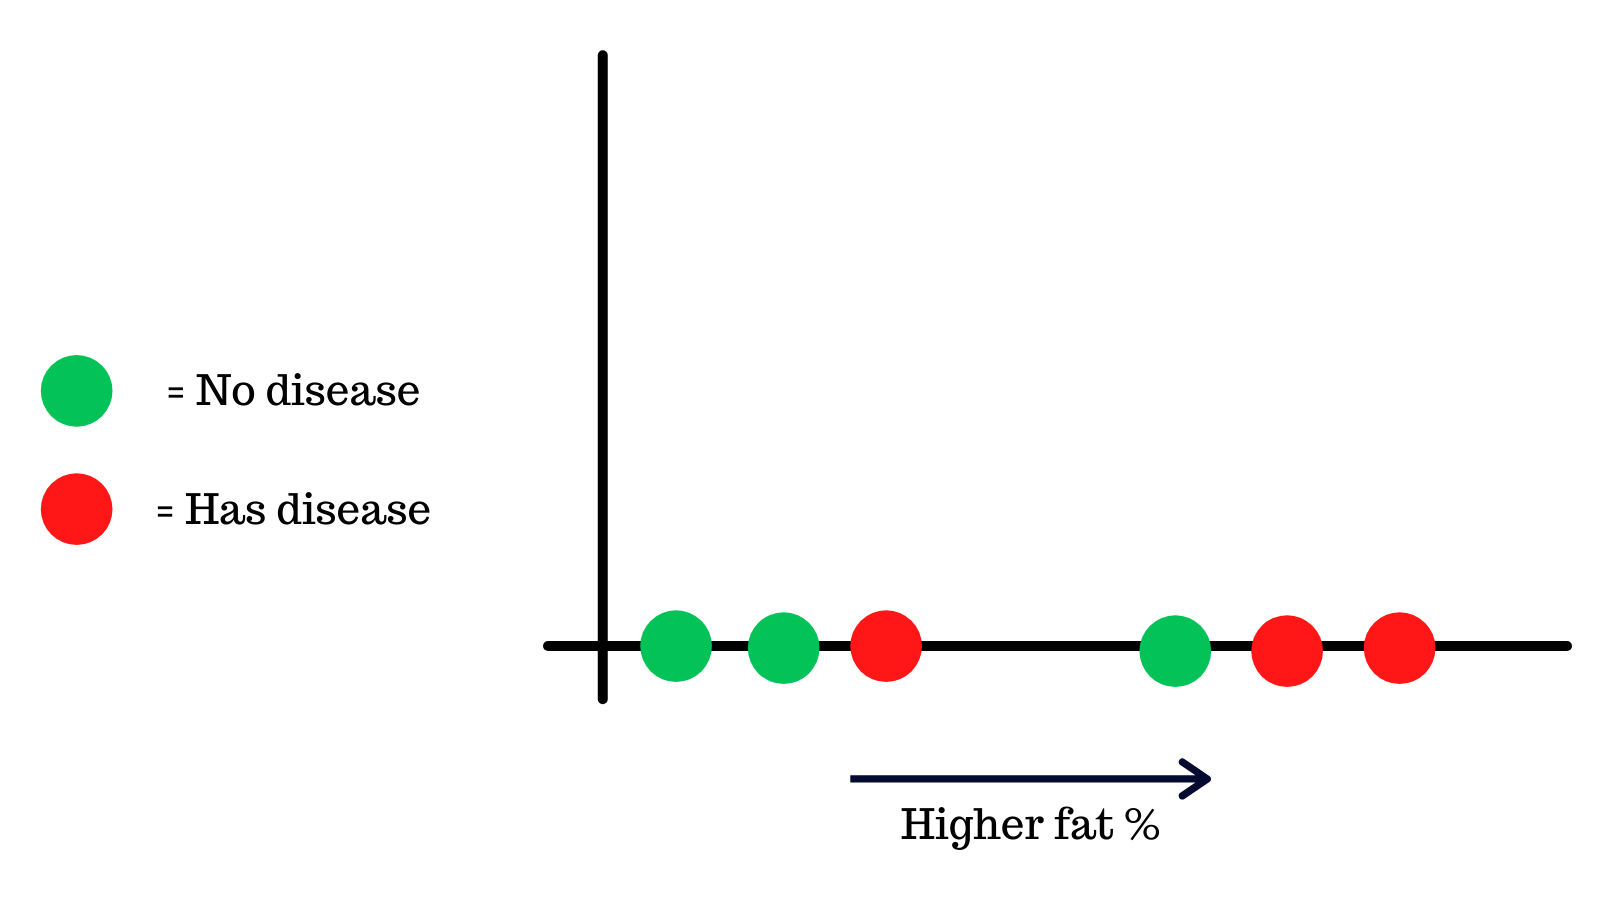 = No disease
= Has disease
Higher fat %